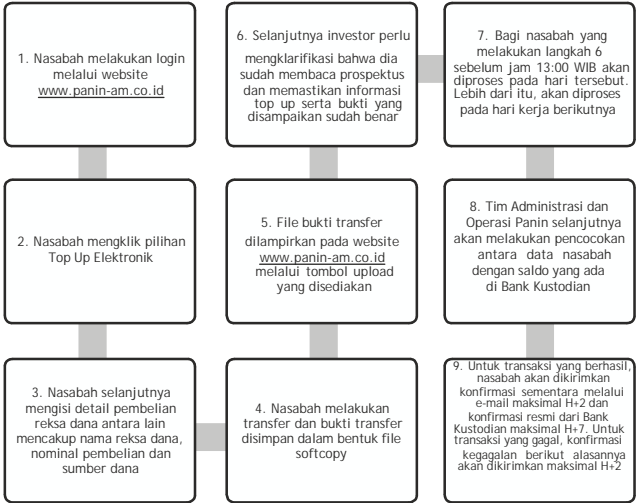 1. Nasabah melakukan login
melalui website
www.panin-am.co.id
2. Nasabah mengklik pilihan
Top Up Elektronik
3. Nasabah selanjutnya
mengisi detail pembelian
reksa dana antara lain
mencakup nama reksa dana,
nominal pembelian dan
sumber dana
4. Nasabah melakukan
transfer dan bukti transfer
disimpan dalam bentuk file
softcopy
5. File bukti transfer
dilampirkan pada website
www.panin-am.co.id
melalui tombol upload
yang disediakan
6. Selanjutnya investor perlu
mengklarifikasi bahwa dia
sudah membaca prospektus
dan memastikan informasi
top up serta bukti yang
disampaikan sudah benar
7. Bagi nasabah yang
melakukan langkah 6
sebelum jam 13:00 WIB akan
diproses pada hari tersebut.
Lebih dari itu, akan diproses
pada hari kerja berikutnya
8. Tim Administrasi dan
Operasi Panin selanjutnya
akan melakukan pencocokan
antara data nasabah
dengan saldo yang ada
di Bank Kustodian
9. Untuk transaksi yang berhasil,
nasabah akan dikirimkan
konfirmasi sementara melalui
e-mail maksimal H+2 dan
konfirmasi resmi dari Bank
Kustodian maksimal H+7. Untuk
transaksi yang gagal, konfirmasi
kegagalan berikut alasannya
akan dikirimkan maksimal H+2